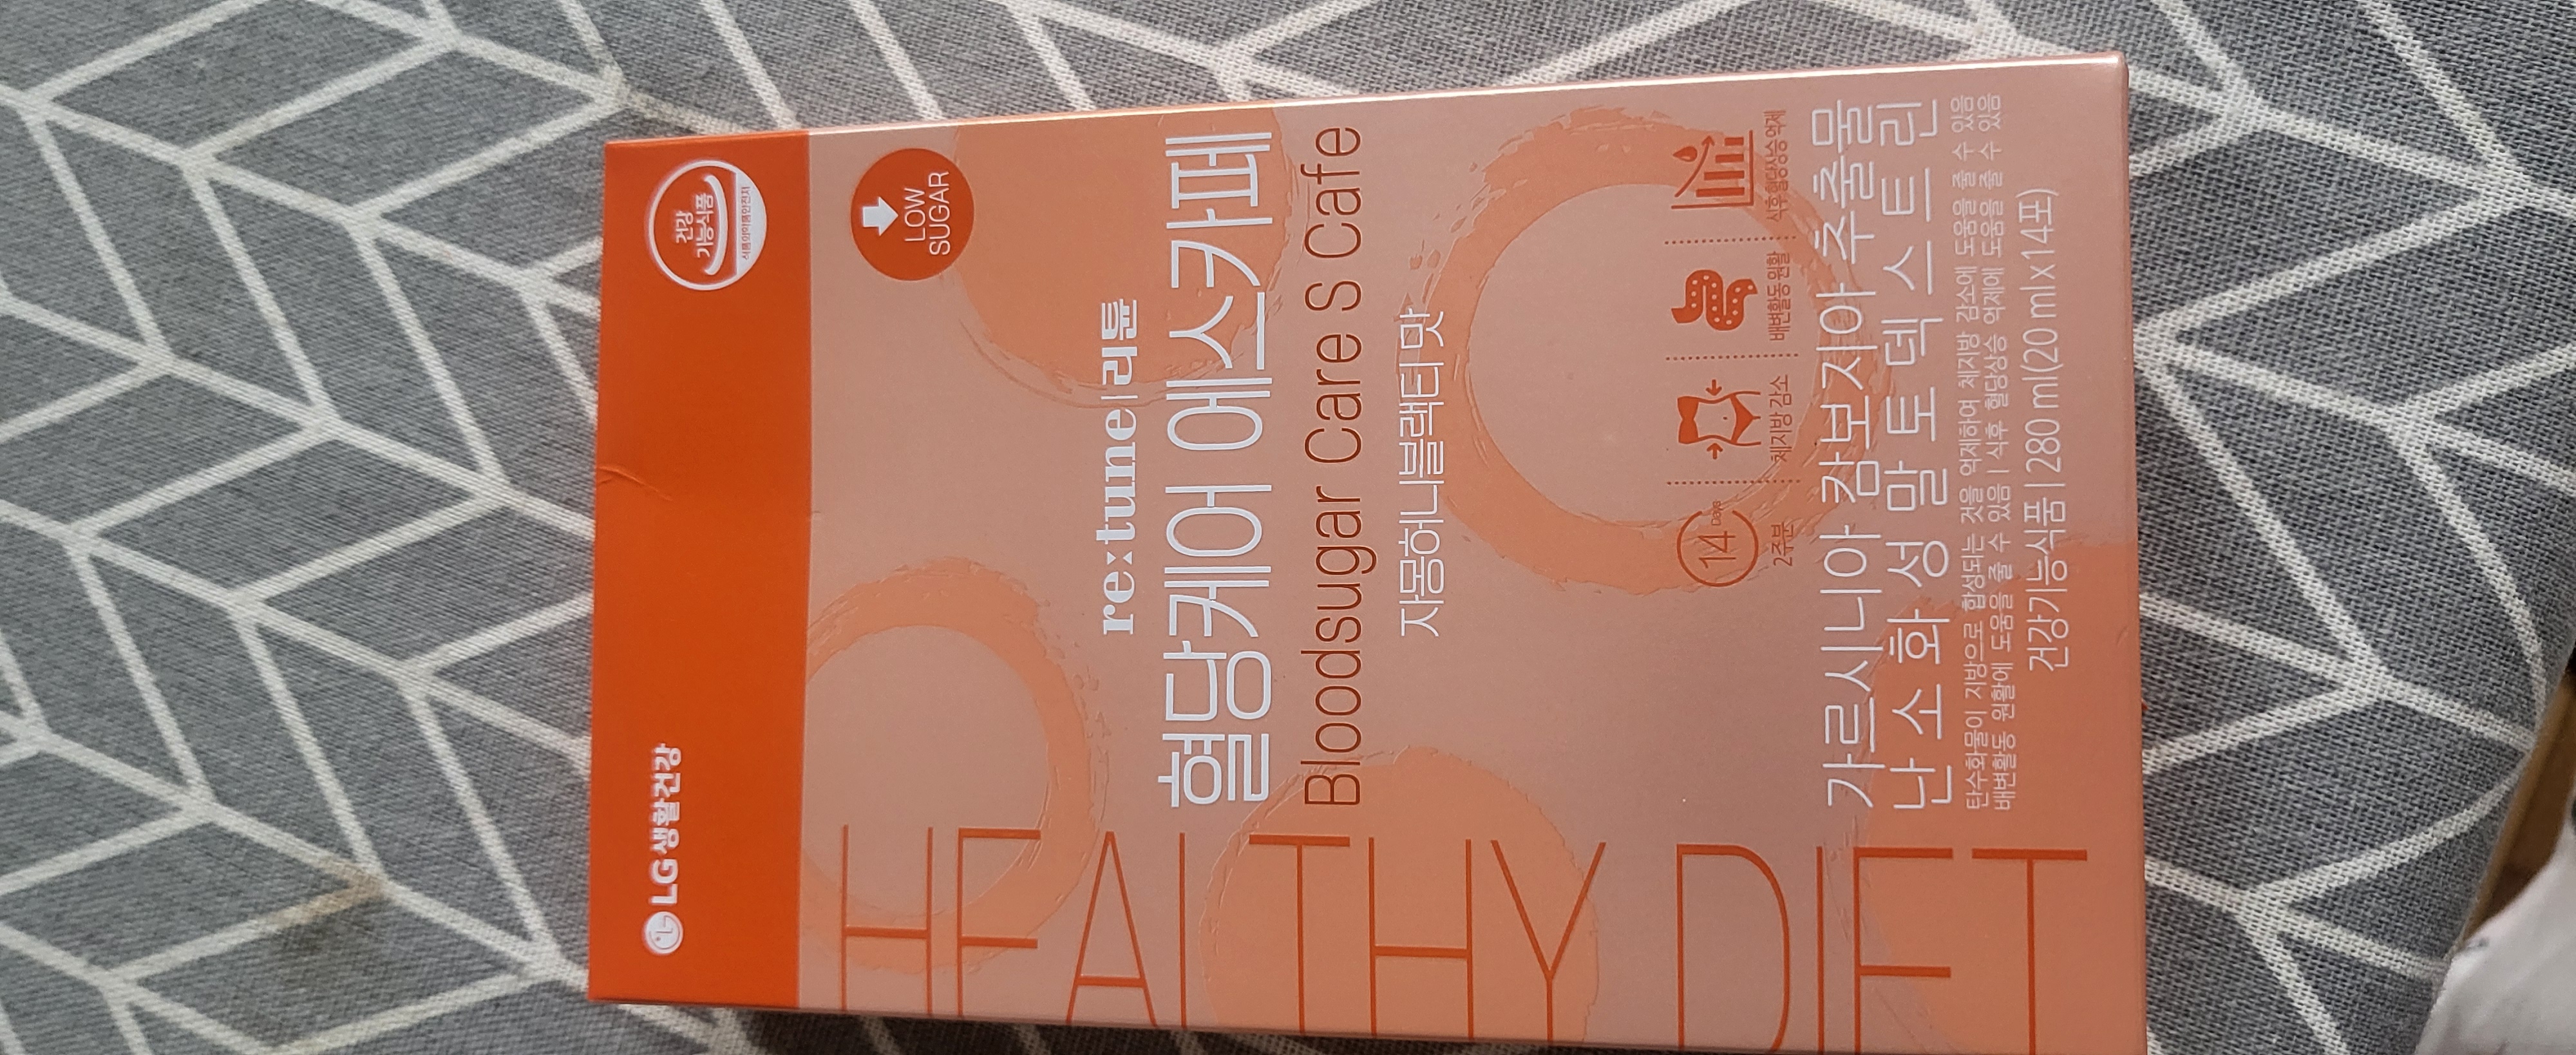 LG생활건강
건강
기능식품
식품의약품안전처
LOW
SUGAR
re:tune|리튠
혈당케어 에스카페
Bloodsugar Care S Cafe
자몽허니블랙티 맛
HEALTHY DIET
14 Days
2주분
체지방 감소
배변활동 원활
식후혈당상승 억제
가르시니아 캄보지아 추출물
난소화성말토덱스트린
탄수화물이 지방으로 합성되는 것을 억제하여 체지방 감소에 도움을 줄 수 있음
배변활동 원활에 도움을 줄 수 있음 | 식후 혈당상승 억제에 도움을 줄 수 있음
건강기능식품 | 280 ml(20 ml x 14포)